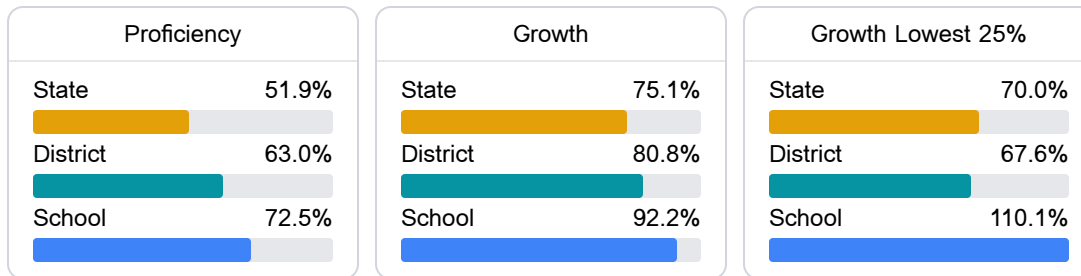 Proficiency
State 51.9%
District 63.0%
School 72.5%
Growth
State 75.1%
District 80.8%
School 92.2%
Growth Lowest 25%
State 70.0%
District 67.6%
School 110.1%